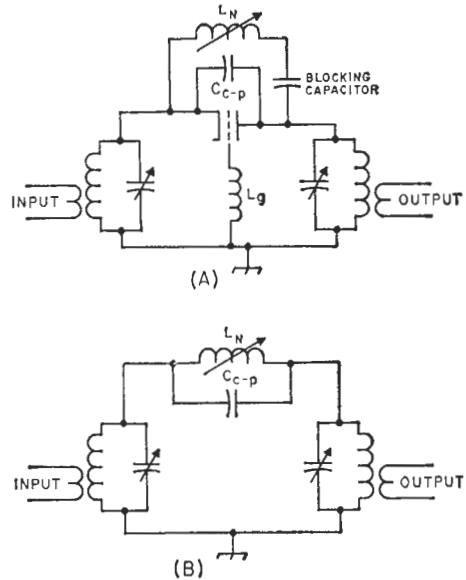 LN
Cc-p
BLOCKING
CAPACITOR
INPUT
Lg
OUTPUT
(A)
LN
Cc-p
INPUT
OUTPUT
(B)